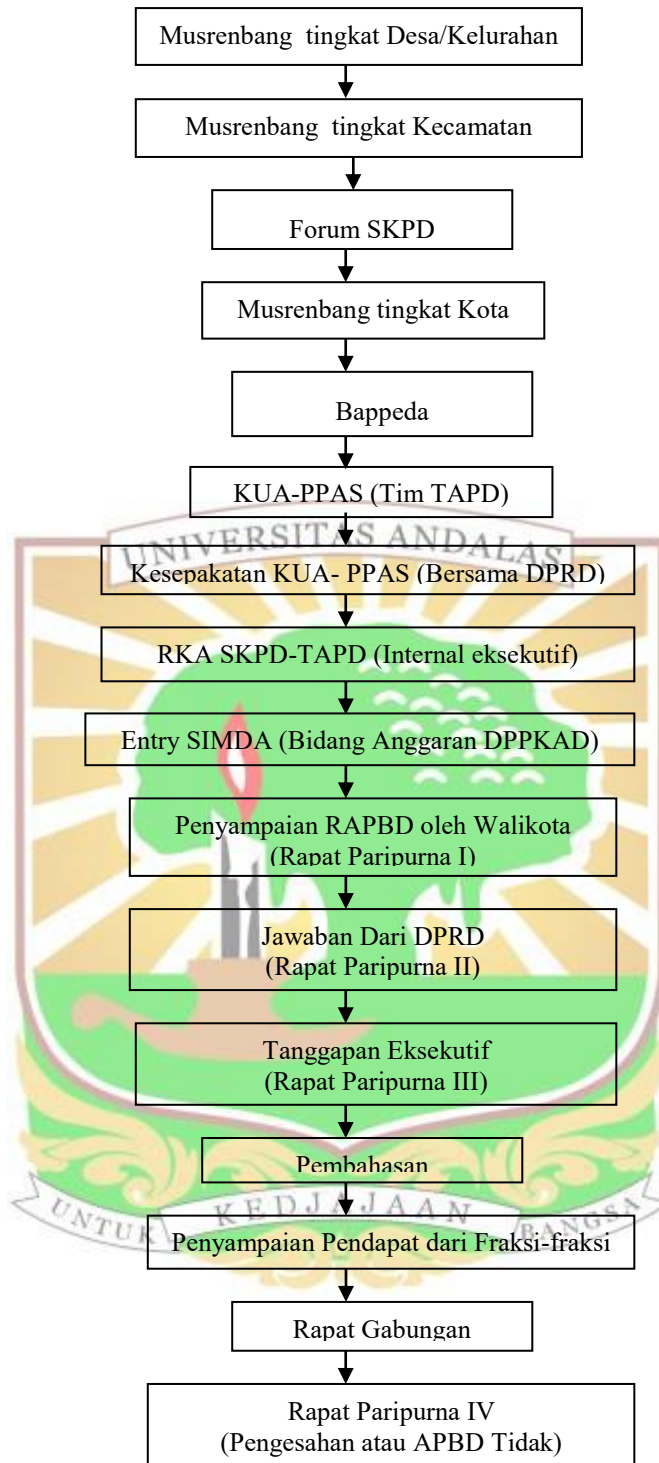 Musrenbang tingkat Desa/Kelurahan
Musrenbang tingkat Kecamatan
Forum SKPD
Musrenbang tingkat Kota
Bappeda
KUA-PPAS (Tim TAPD)
UNIVERSITAS ANDALAS
Kesepakatan KUA- PPAS (Bersama DPRD)
RKA SKPD-TAPD (Internal eksekutif)
Entry SIMDA (Bidang Anggaran DPPKAD)
Penyampaian RAPBD oleh Walikota
(Rapat Paripurna I)
Jawaban Dari DPRD
(Rapat Paripurna II)
Tanggapan Eksekutif
(Rapat Paripurna III)
Pembahasan
UNTUK KEDJAJAAN BANGSA
Penyampaian Pendapat dari Fraksi-fraksi
Rapat Gabungan
Rapat Paripurna IV
(Pengesahan atau APBD Tidak)